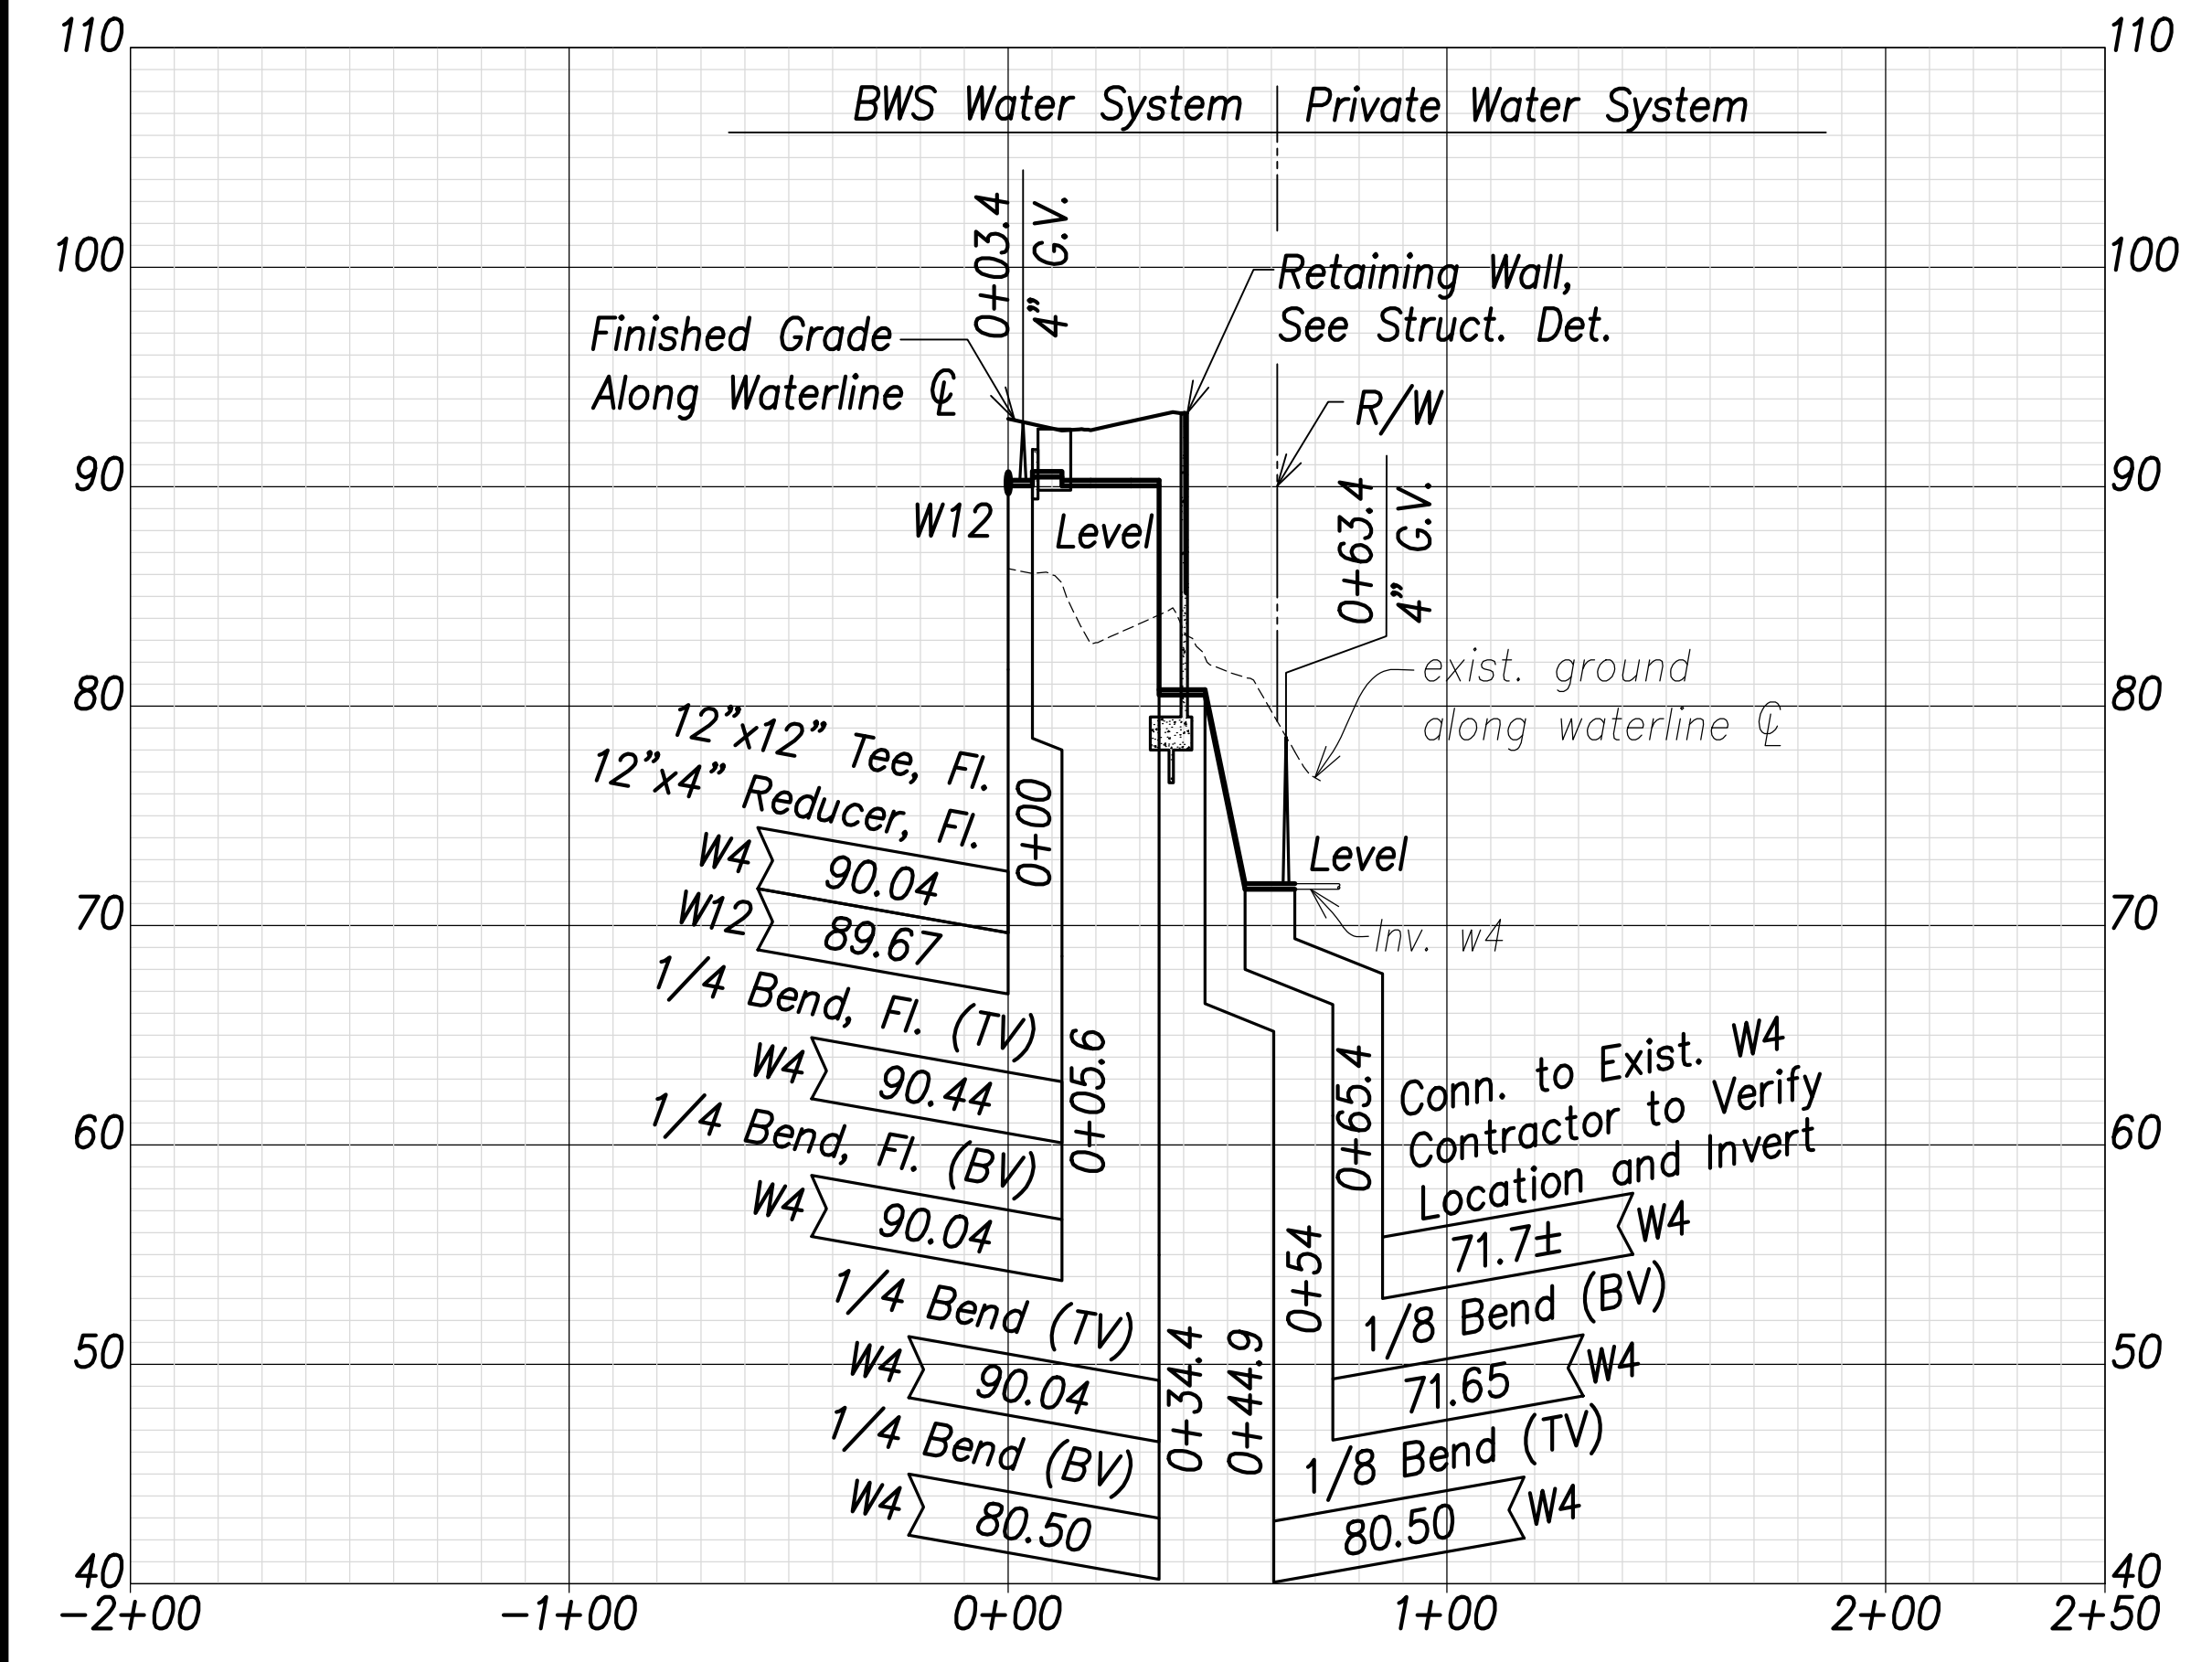 110
110
BWS Water System
Private Water System
0+03.4
4" G.V.
100
100
Retaining Wall,
See Struct. Det.
Finished Grade
Along Waterline ℄
R/W
90
90
W12
Level
0+63.4
4" G.V.
exist. ground
along waterline ℄
80
80
12"x12" Tee, Fl.
12"x4" Reducer, Fl.
W4
90.04
0+00
Level
W12
89.67
70
70
Inv. w4
1/4 Bend, Fl. (TV)
W4
90.44
0+05.6
1/4 Bend, Fl. (BV)
W4
90.04
60
60
0+65.4
Conn. to Exist. W4
Contractor to Verify
Location and Invert
71.7±
W4
0+54
1/8 Bend (BV)
71.65
W4
1/4 Bend (TV)
W4
90.04
50
50
0+34.4
0+44.9
1/4 Bend (BV)
W4
80.50
1/8 Bend (TV)
80.50
W4
40
40
-2+00
-1+00
0+00
1+00
2+00
2+50